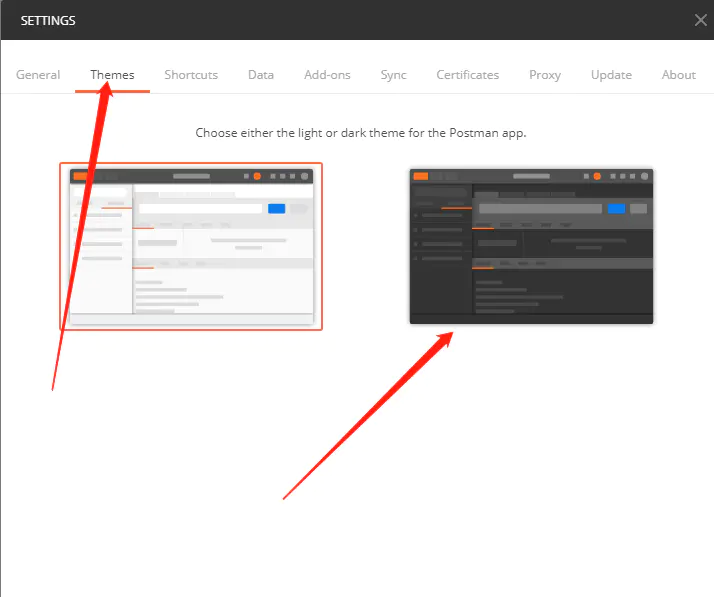 SETTINGS
General Themes Shortcuts Data Add-ons Sync Certificates Proxy Update About
Choose either the light or dark theme for the Postman app.